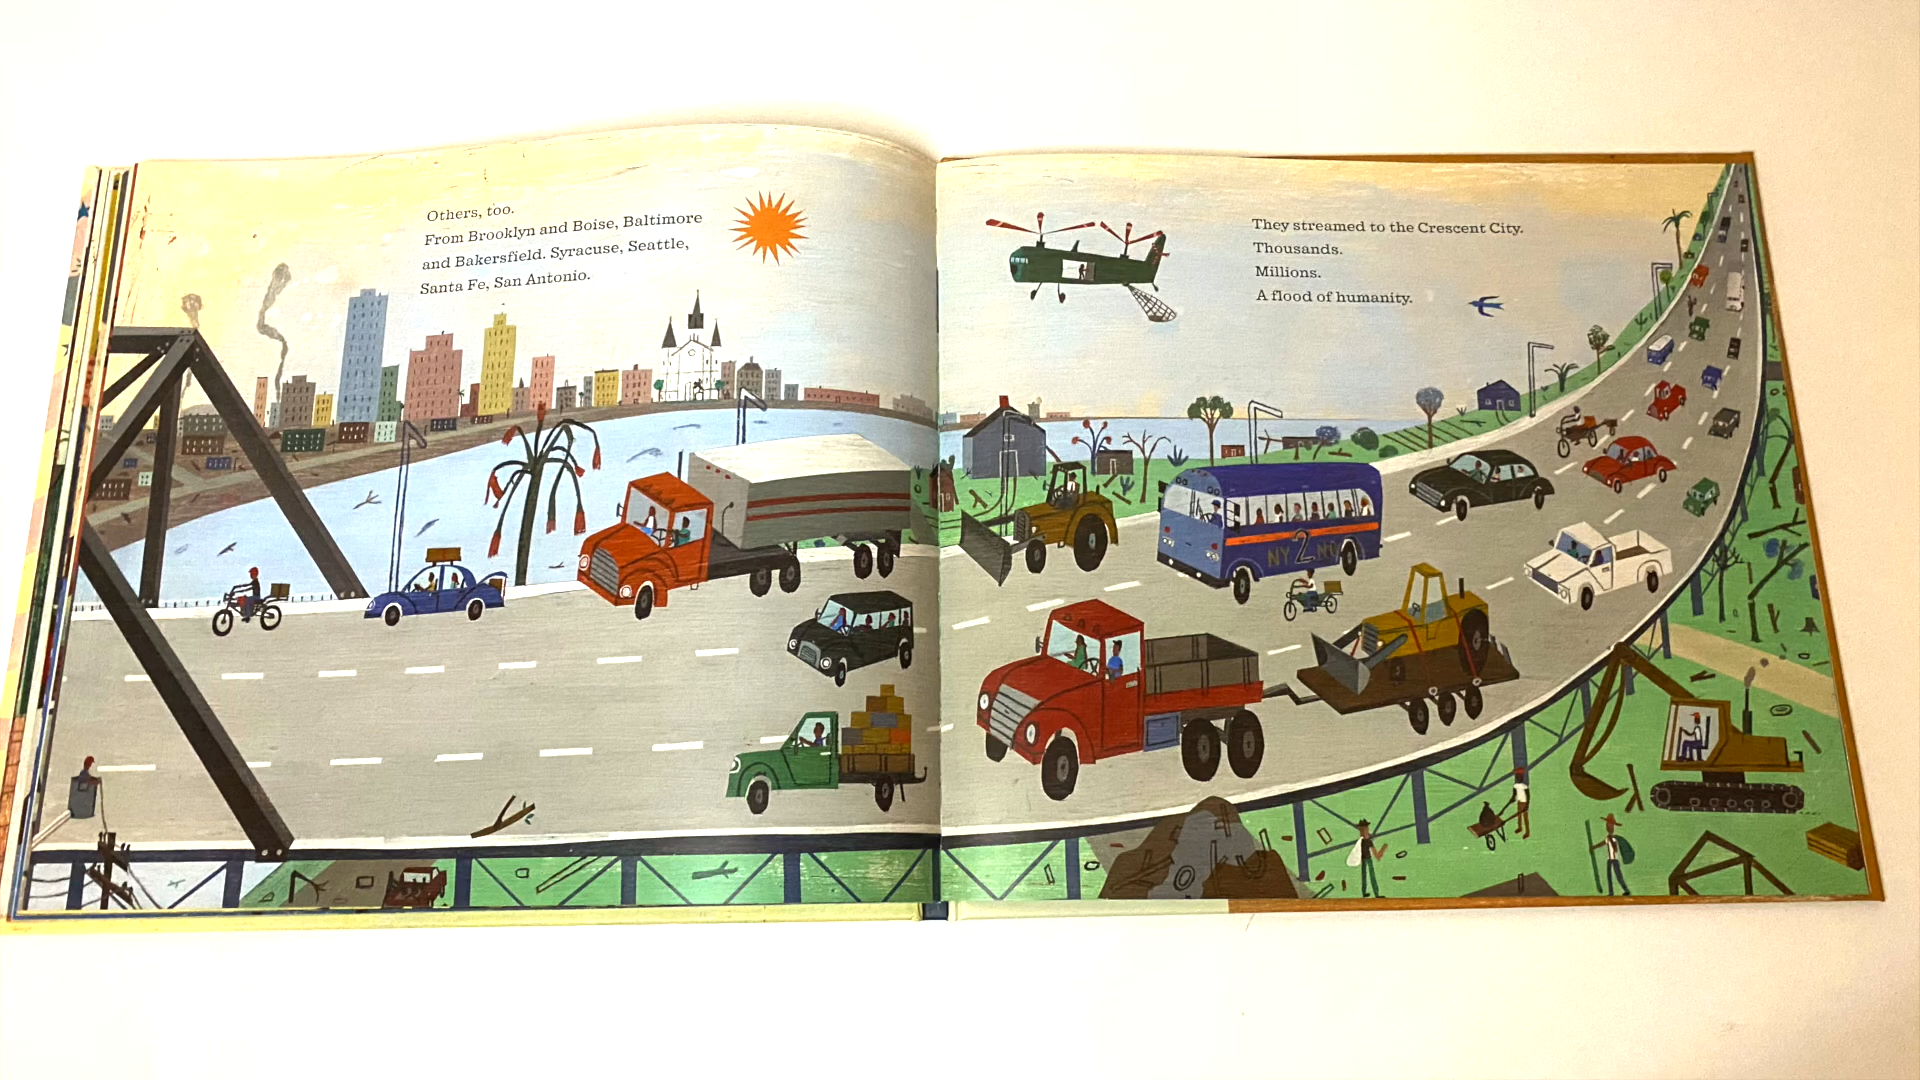 Others, too.
From Brooklyn and Boise, Baltimore
and Bakersfield. Syracuse, Seattle,
Santa Fe, San Antonio.
They streamed to the Crescent City.
Thousands.
Millions.
A flood of humanity.
NY 2 NO